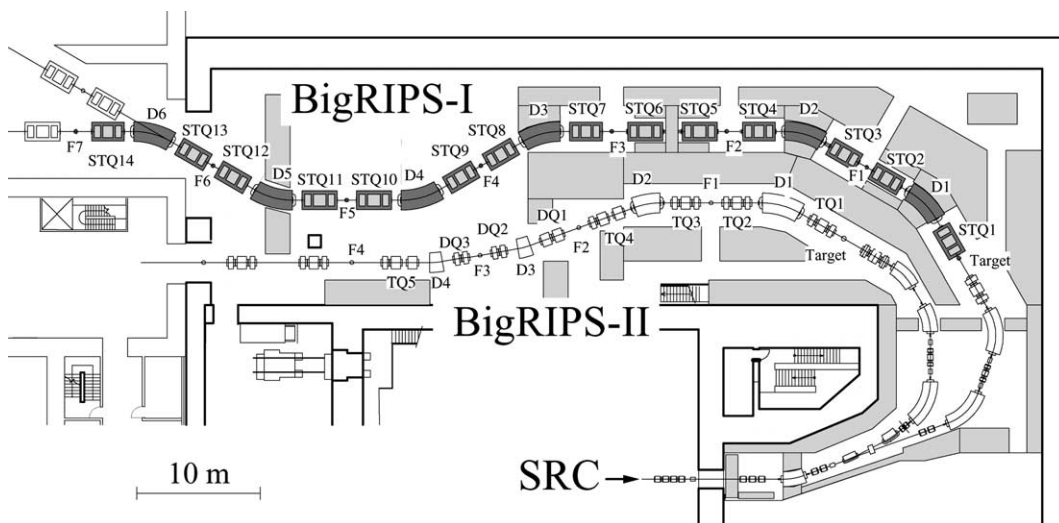 BigRIPS-I
D6
STQ13
STQ12
F7
STQ14
F6
D5
STQ11
STQ10
F5
D4
STQ9
STQ8
F4
D3
STQ7
STQ6
STQ5
STQ4
D2
F3
F2
STQ3
STQ2
F1
D1
STQ1
Target
D2
F1
D1
TQ3
TQ2
TQ1
Target
DQ1
F2
TQ4
DQ2
DQ3
F3
D3
F4
TQ5
D4
BigRIPS-II
10 m
SRC